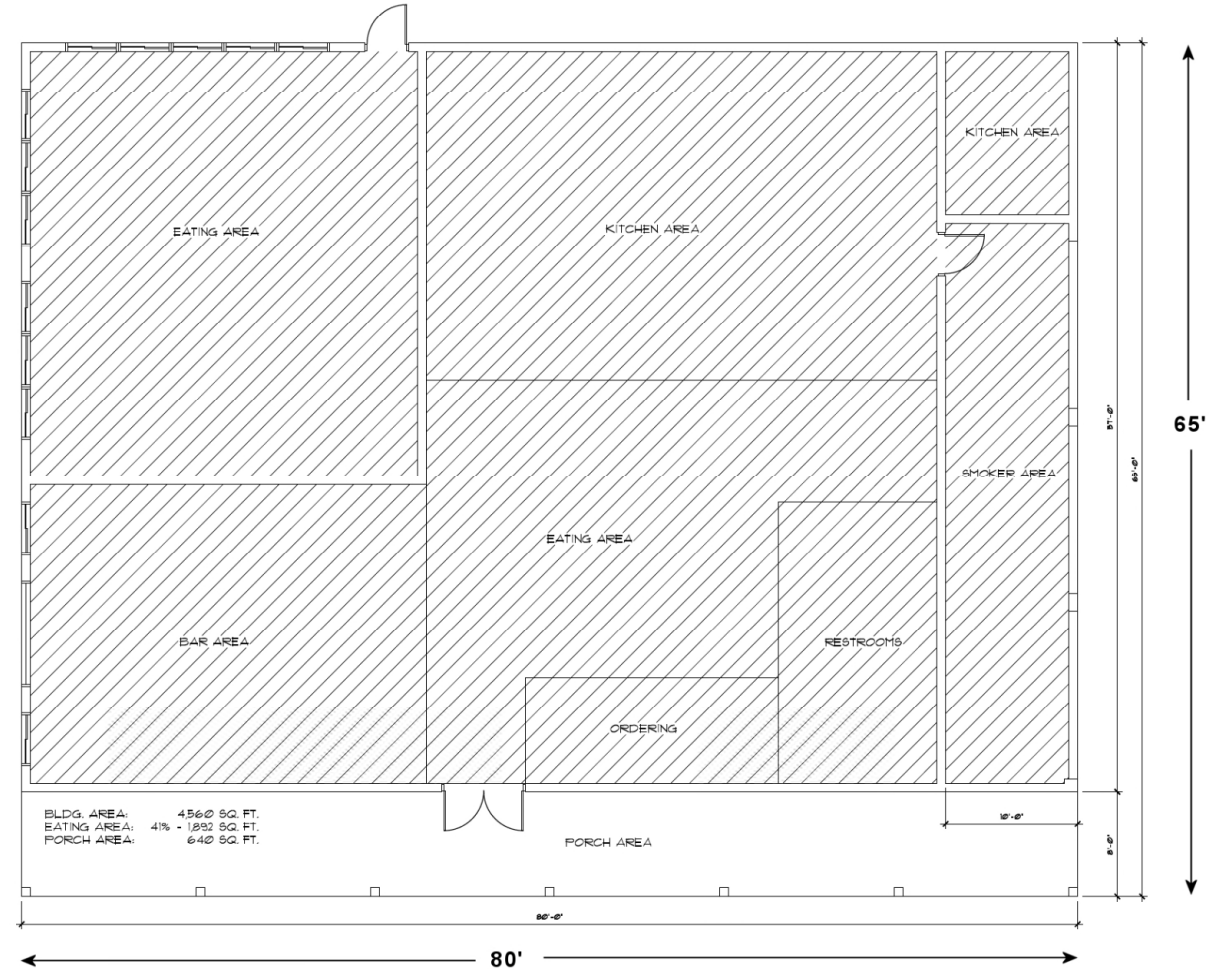 KITCHEN AREA
EATING AREA
KITCHEN AREA
57'-0"
65'
65'-0"
SMOKER AREA
EATING AREA
BAR AREA
RESTROOMS
ORDERING
BLDG. AREA: 4,560 SQ. FT.
EATING AREA: 41% - 1,892 SQ. FT.
PORCH AREA: 640 SQ. FT.
10'-0"
PORCH AREA
8'-0"
80'-0"
80'